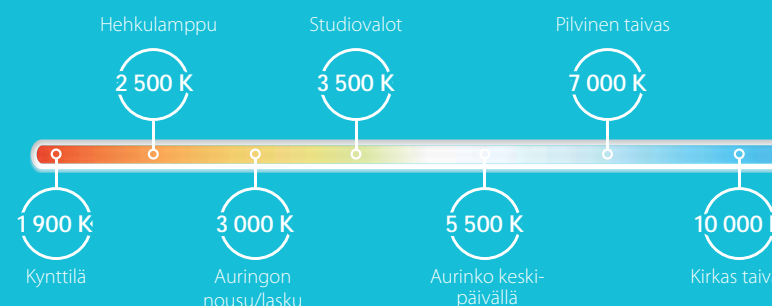 Hehkulamppu
Studiovalot
Pilvinen taivas
2 500 K
3 500 K
7 000 K
1 900 K
3 000 K
5 500 K
10 000
Kynttilä
Auringon
nousu/lasku
Aurinko keski-
päivällä
Kirkas